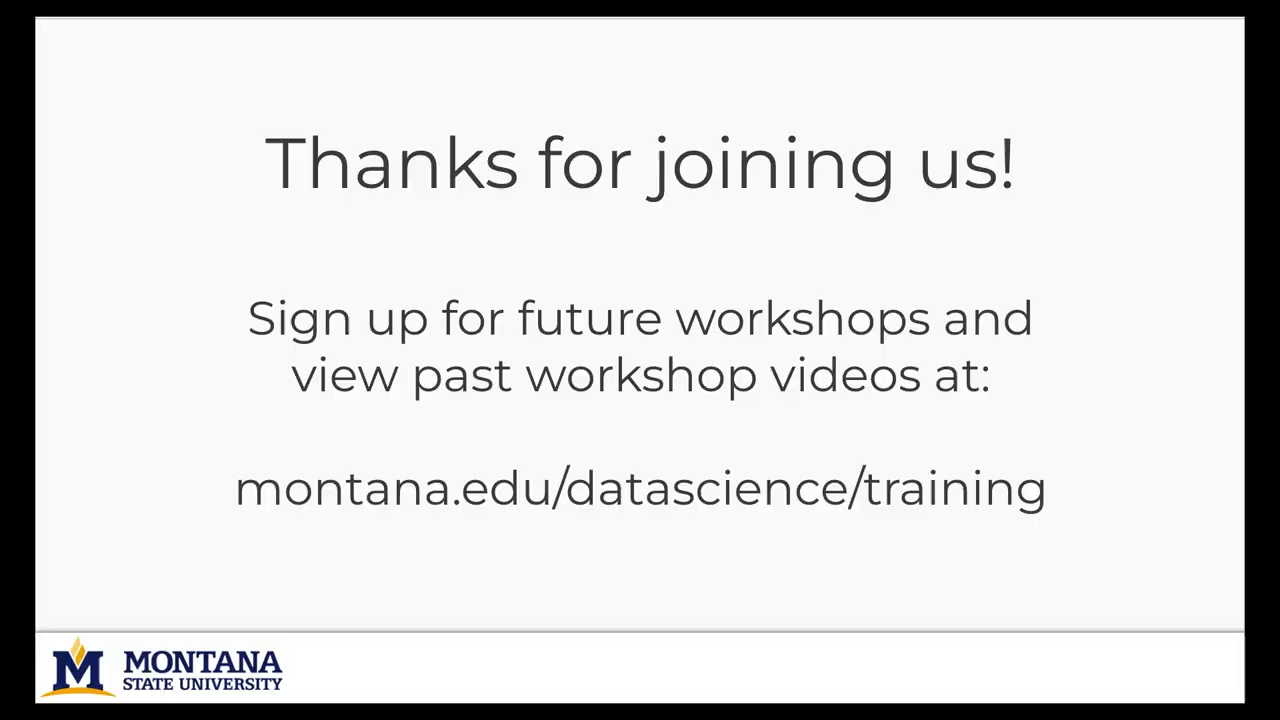 Thanks for joining us!
Sign up for future workshops and
view past workshop videos at:
montana.edu/datascience/training
M MONTANA
STATE UNIVERSITY